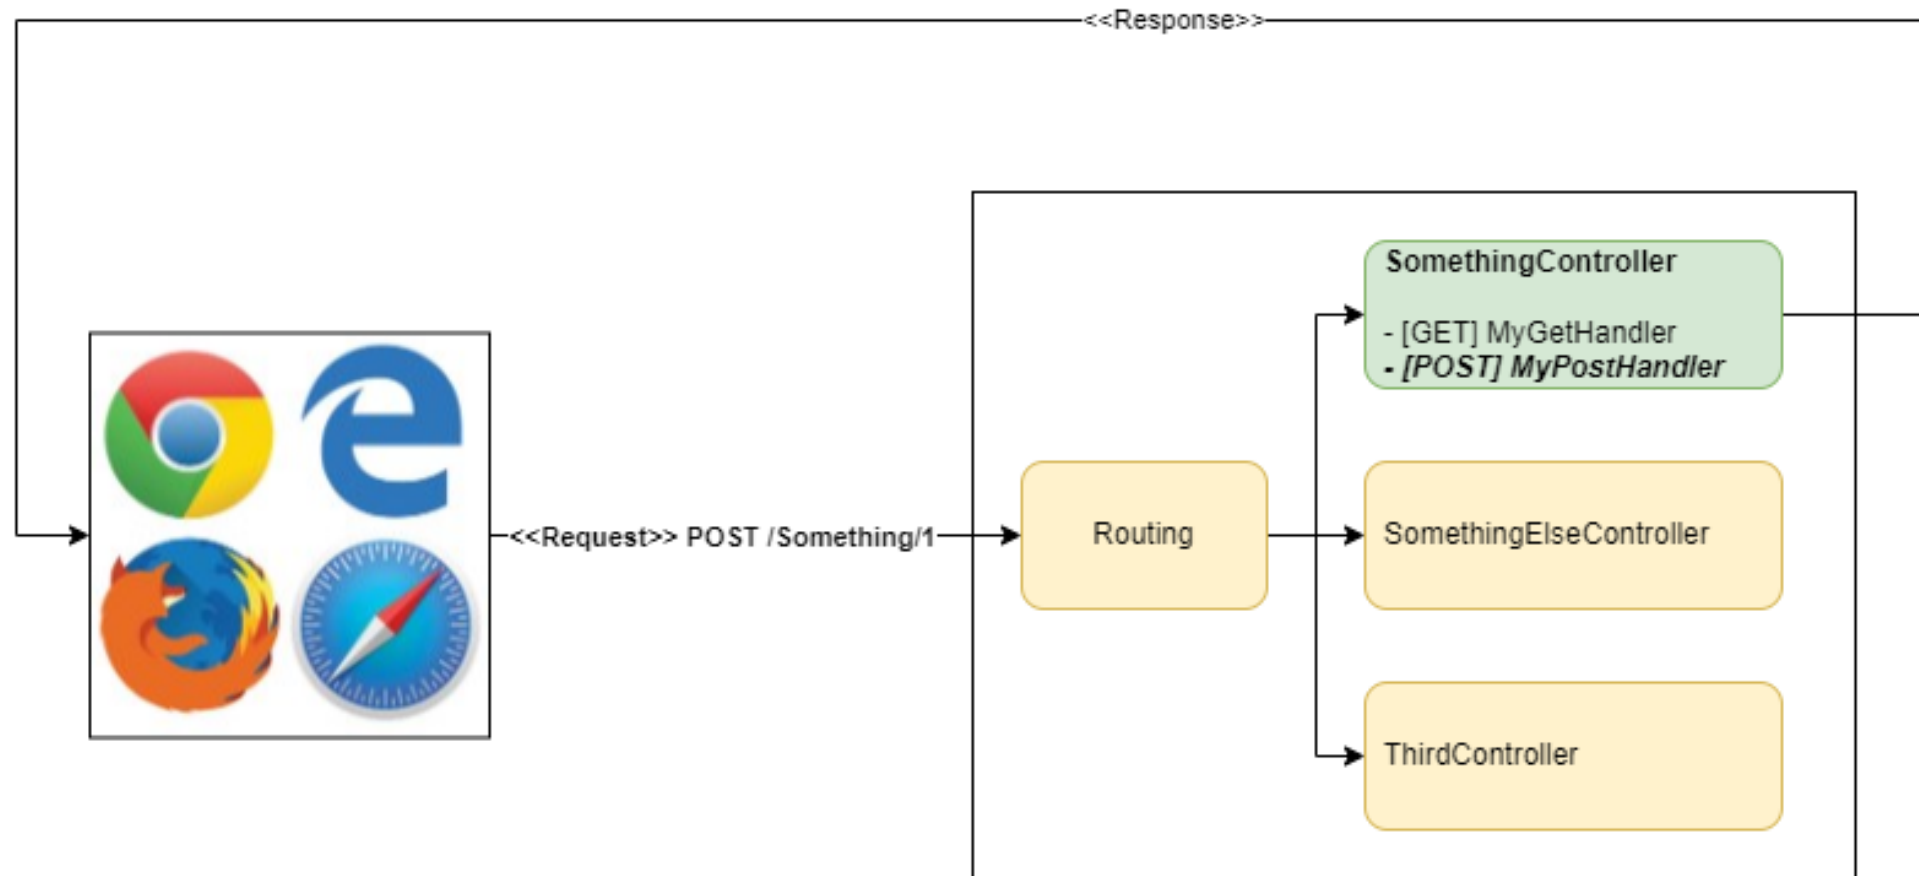 <<Response>>
SomethingController
- [GET] MyGetHandler
- [POST] MyPostHandler
<<Request>> POST /Something/1
Routing
SomethingElseController
ThirdController